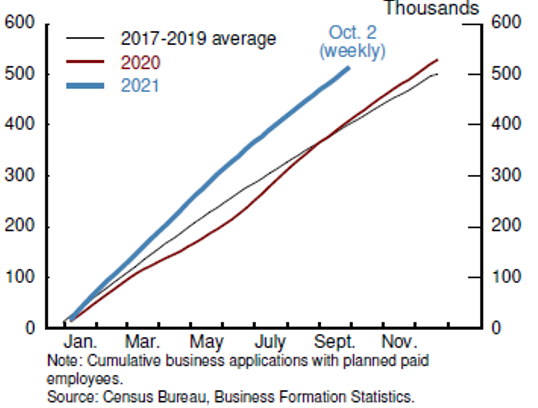 Thousands
600 600
Oct. 2
(weekly)
2017-2019 average
2020
2021
500 500
400 400
300 300
200 200
100 100
0 0
Jan. Mar. May July Sept. Nov.
Note: Cumulative business applications with planned paid
employees.
Source: Census Bureau, Business Formation Statistics.